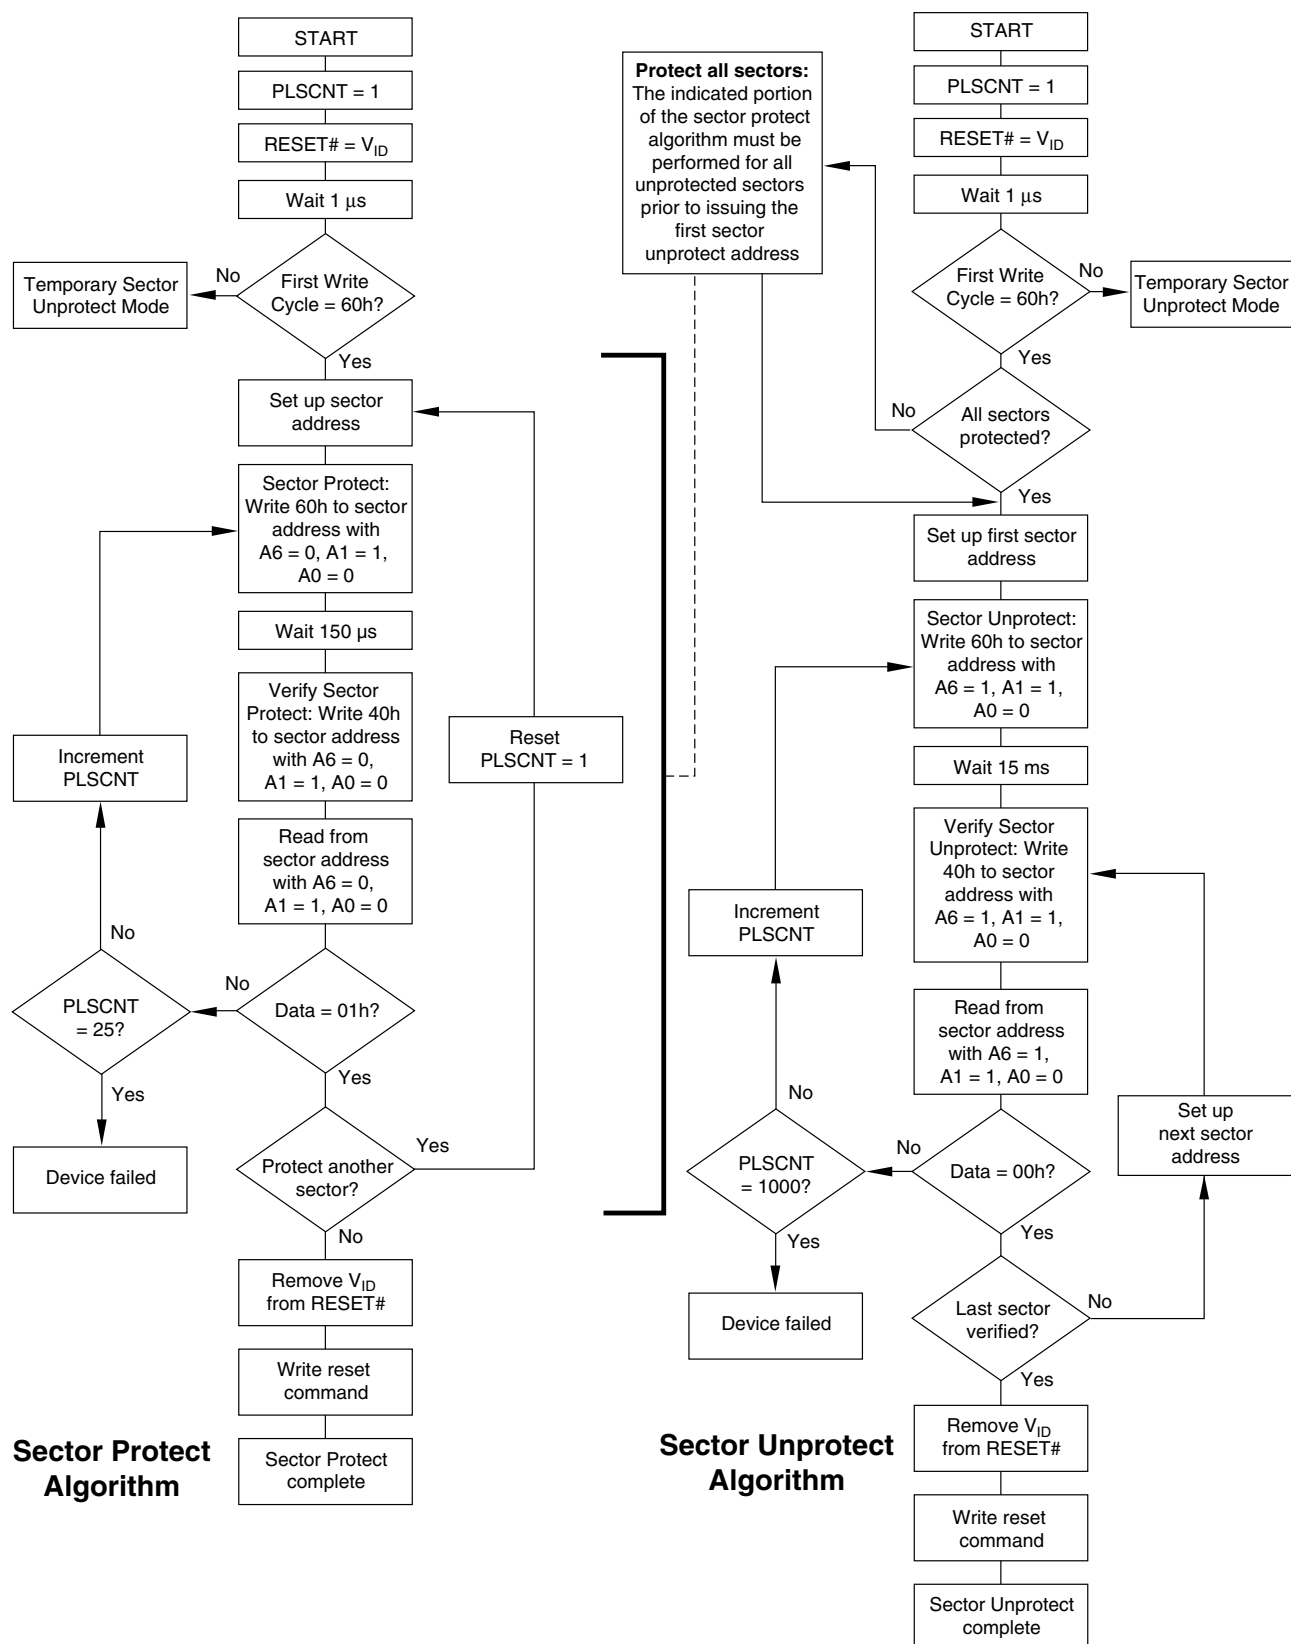 START
PLSCNT = 1
RESET# = VID
Wait 1 μs
First Write
Cycle = 60h?
No
Temporary Sector
Unprotect Mode
Yes
Set up sector
address
Sector Protect:
Write 60h to sector
address with
A6 = 0, A1 = 1,
A0 = 0
Wait 150 µs
Verify Sector
Protect: Write 40h
to sector address
with A6 = 0,
A1 = 1, A0 = 0
Reset
PLSCNT = 1
Increment
PLSCNT
Read from
sector address
with A6 = 0,
A1 = 1, A0 = 0
No
No
PLSCNT
= 25?
Data = 01h?
Yes
Yes
Device failed
Protect another
sector?
Yes
No
Remove VID
from RESET#
Write reset
command
Sector Protect
complete
Sector Protect
Algorithm
Protect all sectors:
The indicated portion
of the sector protect
algorithm must be
performed for all
unprotected sectors
prior to issuing the
first sector
unprotect address
START
PLSCNT = 1
RESET# = VID
Wait 1 μs
First Write
Cycle = 60h?
No
Temporary Sector
Unprotect Mode
Yes
No
All sectors
protected?
Yes
Set up first sector
address
Sector Unprotect:
Write 60h to sector
address with
A6 = 1, A1 = 1,
A0 = 0
Wait 15 ms
Verify Sector
Unprotect: Write
40h to sector
address with
A6 = 1, A1 = 1,
A0 = 0
Increment
PLSCNT
Read from
sector address
with A6 = 1,
A1 = 1, A0 = 0
No
No
PLSCNT
= 1000?
Data = 00h?
Set up
next sector
address
Yes
Yes
Device failed
Last sector
verified?
No
Yes
Remove VID
from RESET#
Write reset
command
Sector Unprotect
complete
Sector Unprotect
Algorithm